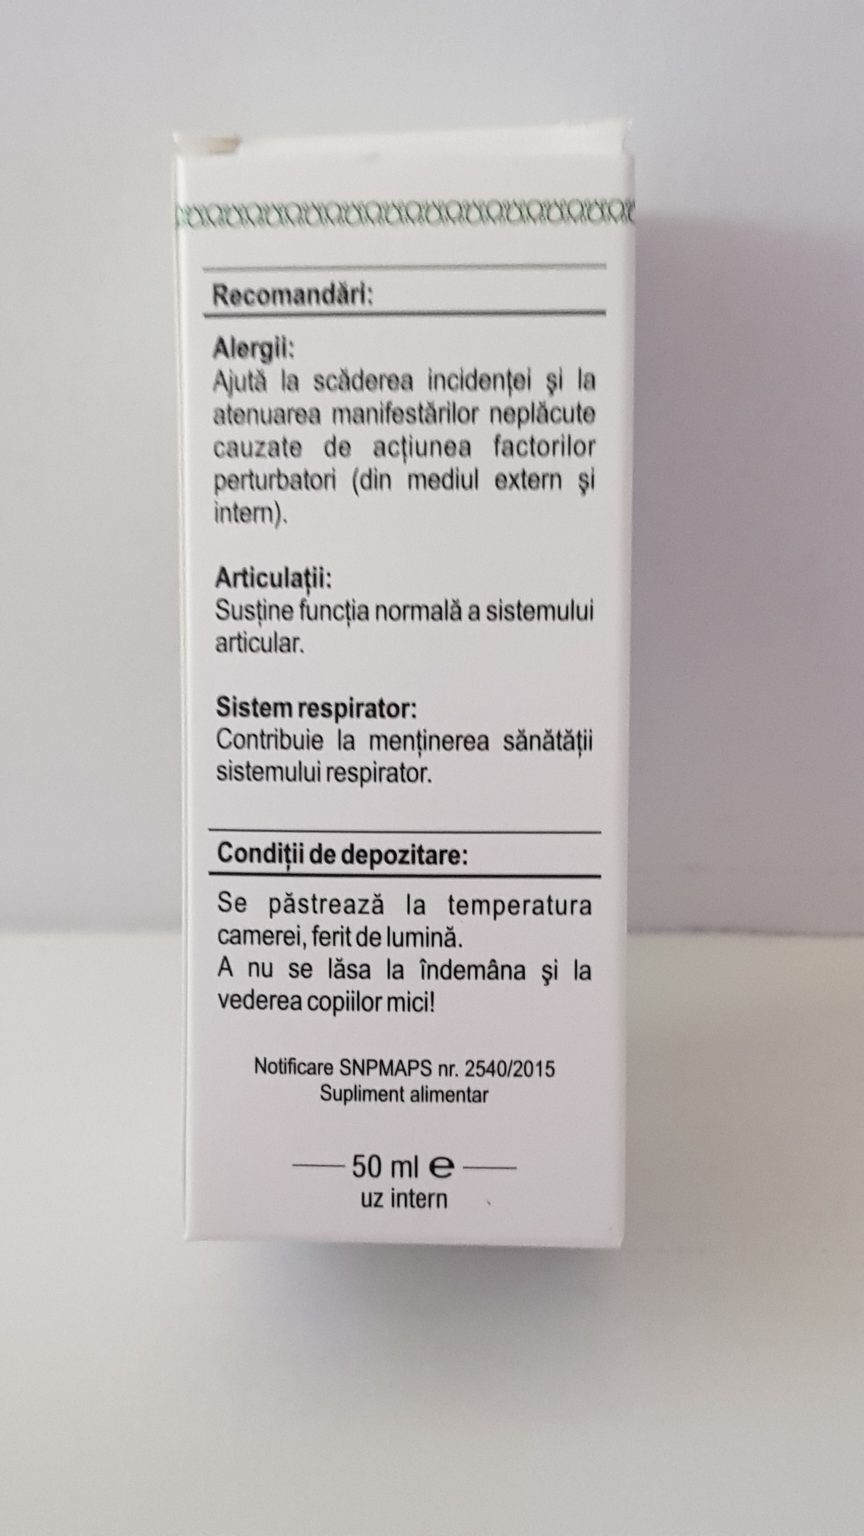 Recomandări:
Alergii:
Ajută la scăderea incidenței şi la
atenuarea manifestărilor neplăcute
cauzate de acțiunea factorilor
perturbatori (din mediul extern şi
intern).
Articulații:
Susține funcția normală a sistemului
articular.
Sistem respirator:
Contribuie la menținerea sănătății
sistemului respirator.
Condiții de depozitare:
Se păstrează la temperatura
camerei, ferit de lumină.
A nu se lăsa la îndemâna şi la
vederea copiilor mici!
Notificare SNPMAPS nr. 2540/2015
Supliment alimentar
50 ml ℮
uz intern